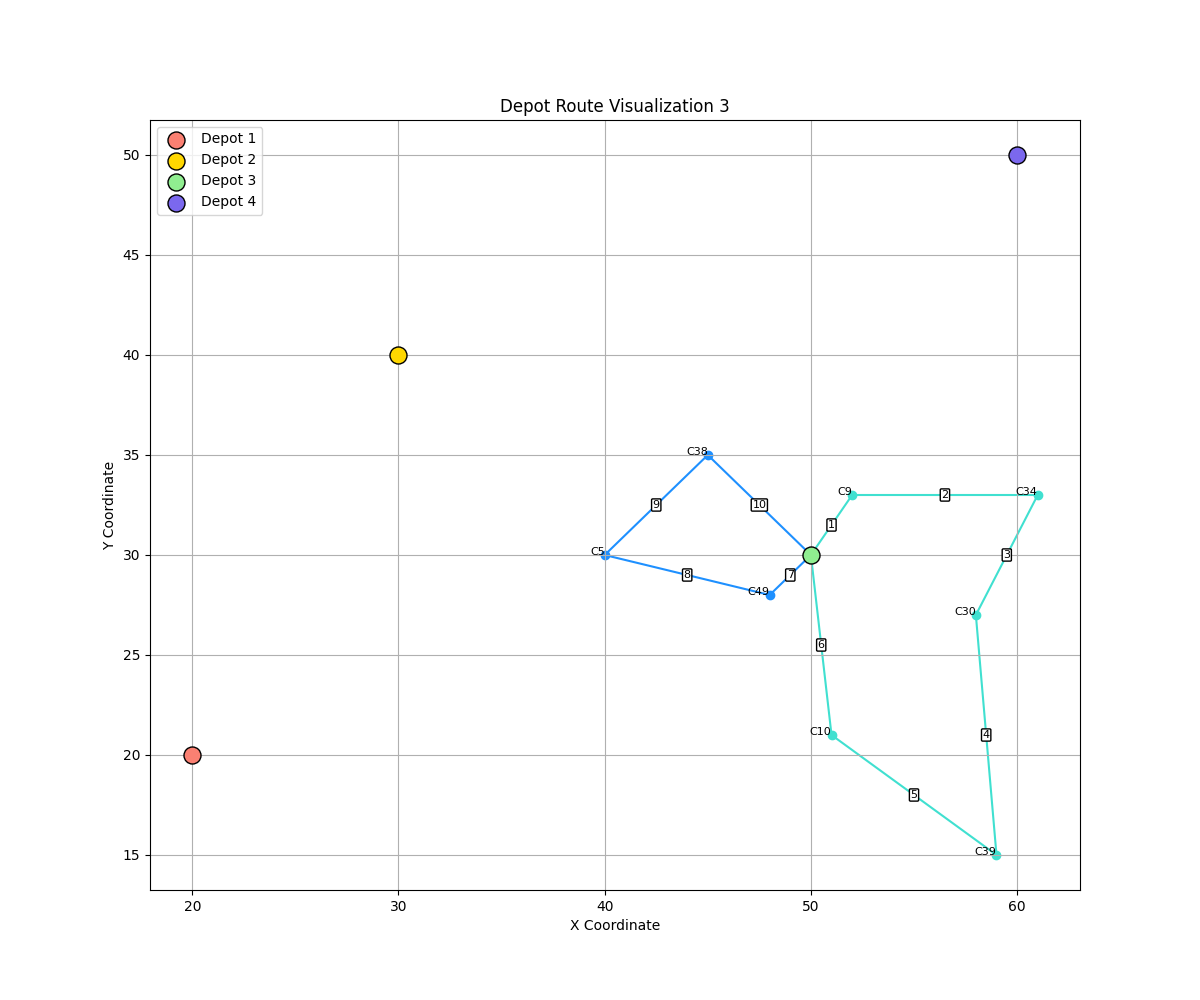 Depot Route Visualization 3
Depot 1
Depot 2
Depot 3
Depot 4
50
45
40
35
30
25
20
15
Y Coordinate
C38
C9
C34
9
10
2
1
C5
3
8
7
C49
C30
6
C10
4
5
C39
20
30
40
50
60
X Coordinate